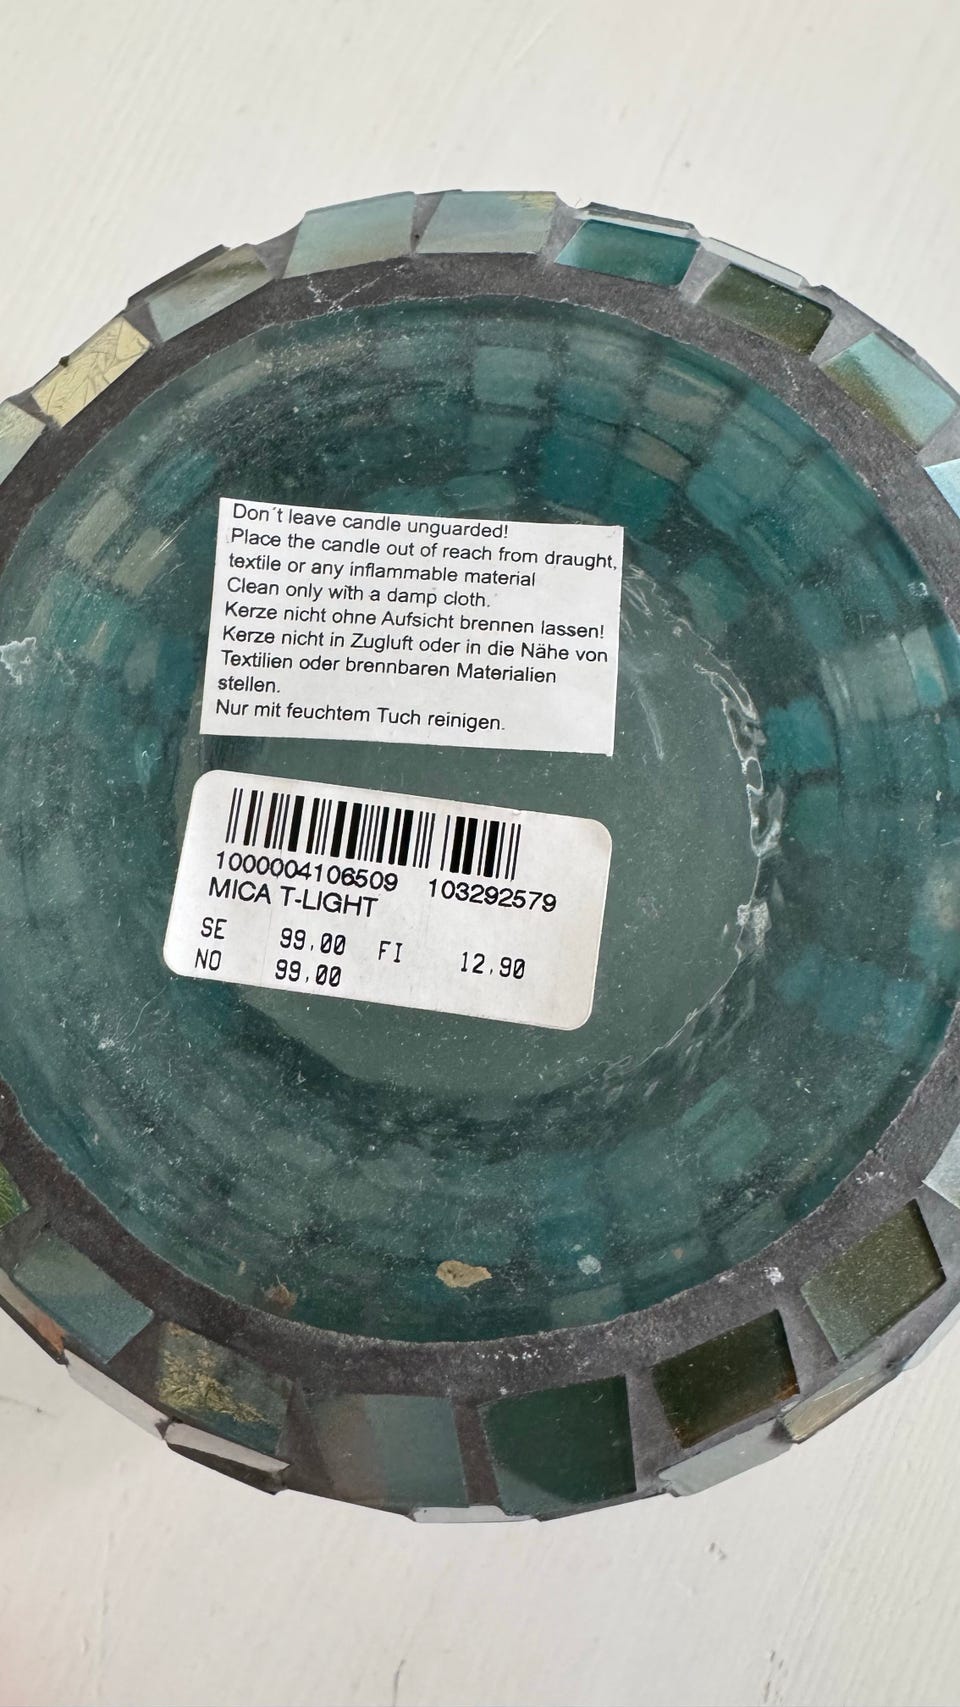 Don´t leave candle unguarded!
Place the candle out of reach from draught,
textile or any inflammable material
Clean only with a damp cloth.
Kerze nicht ohne Aufsicht brennen lassen!
Kerze nicht in Zugluft oder in die Nähe von
Textilien oder brennbaren Materialien
stellen.
Nur mit feuchtem Tuch reinigen.
1000004106509 103292579
MICA T-LIGHT
SE 99,00 FI 12,90
NO 99,00